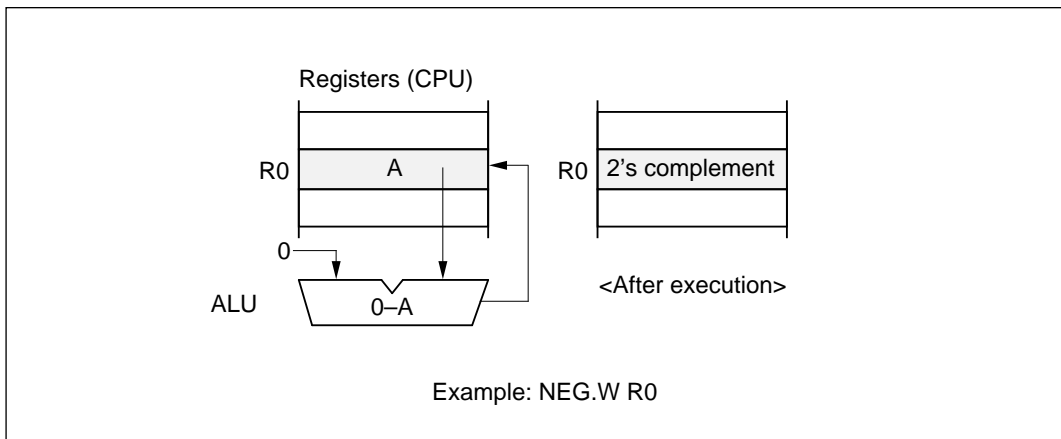 Registers (CPU)
R0 A
R0 2's complement
0
<After execution>
ALU 0–A
Example: NEG.W R0